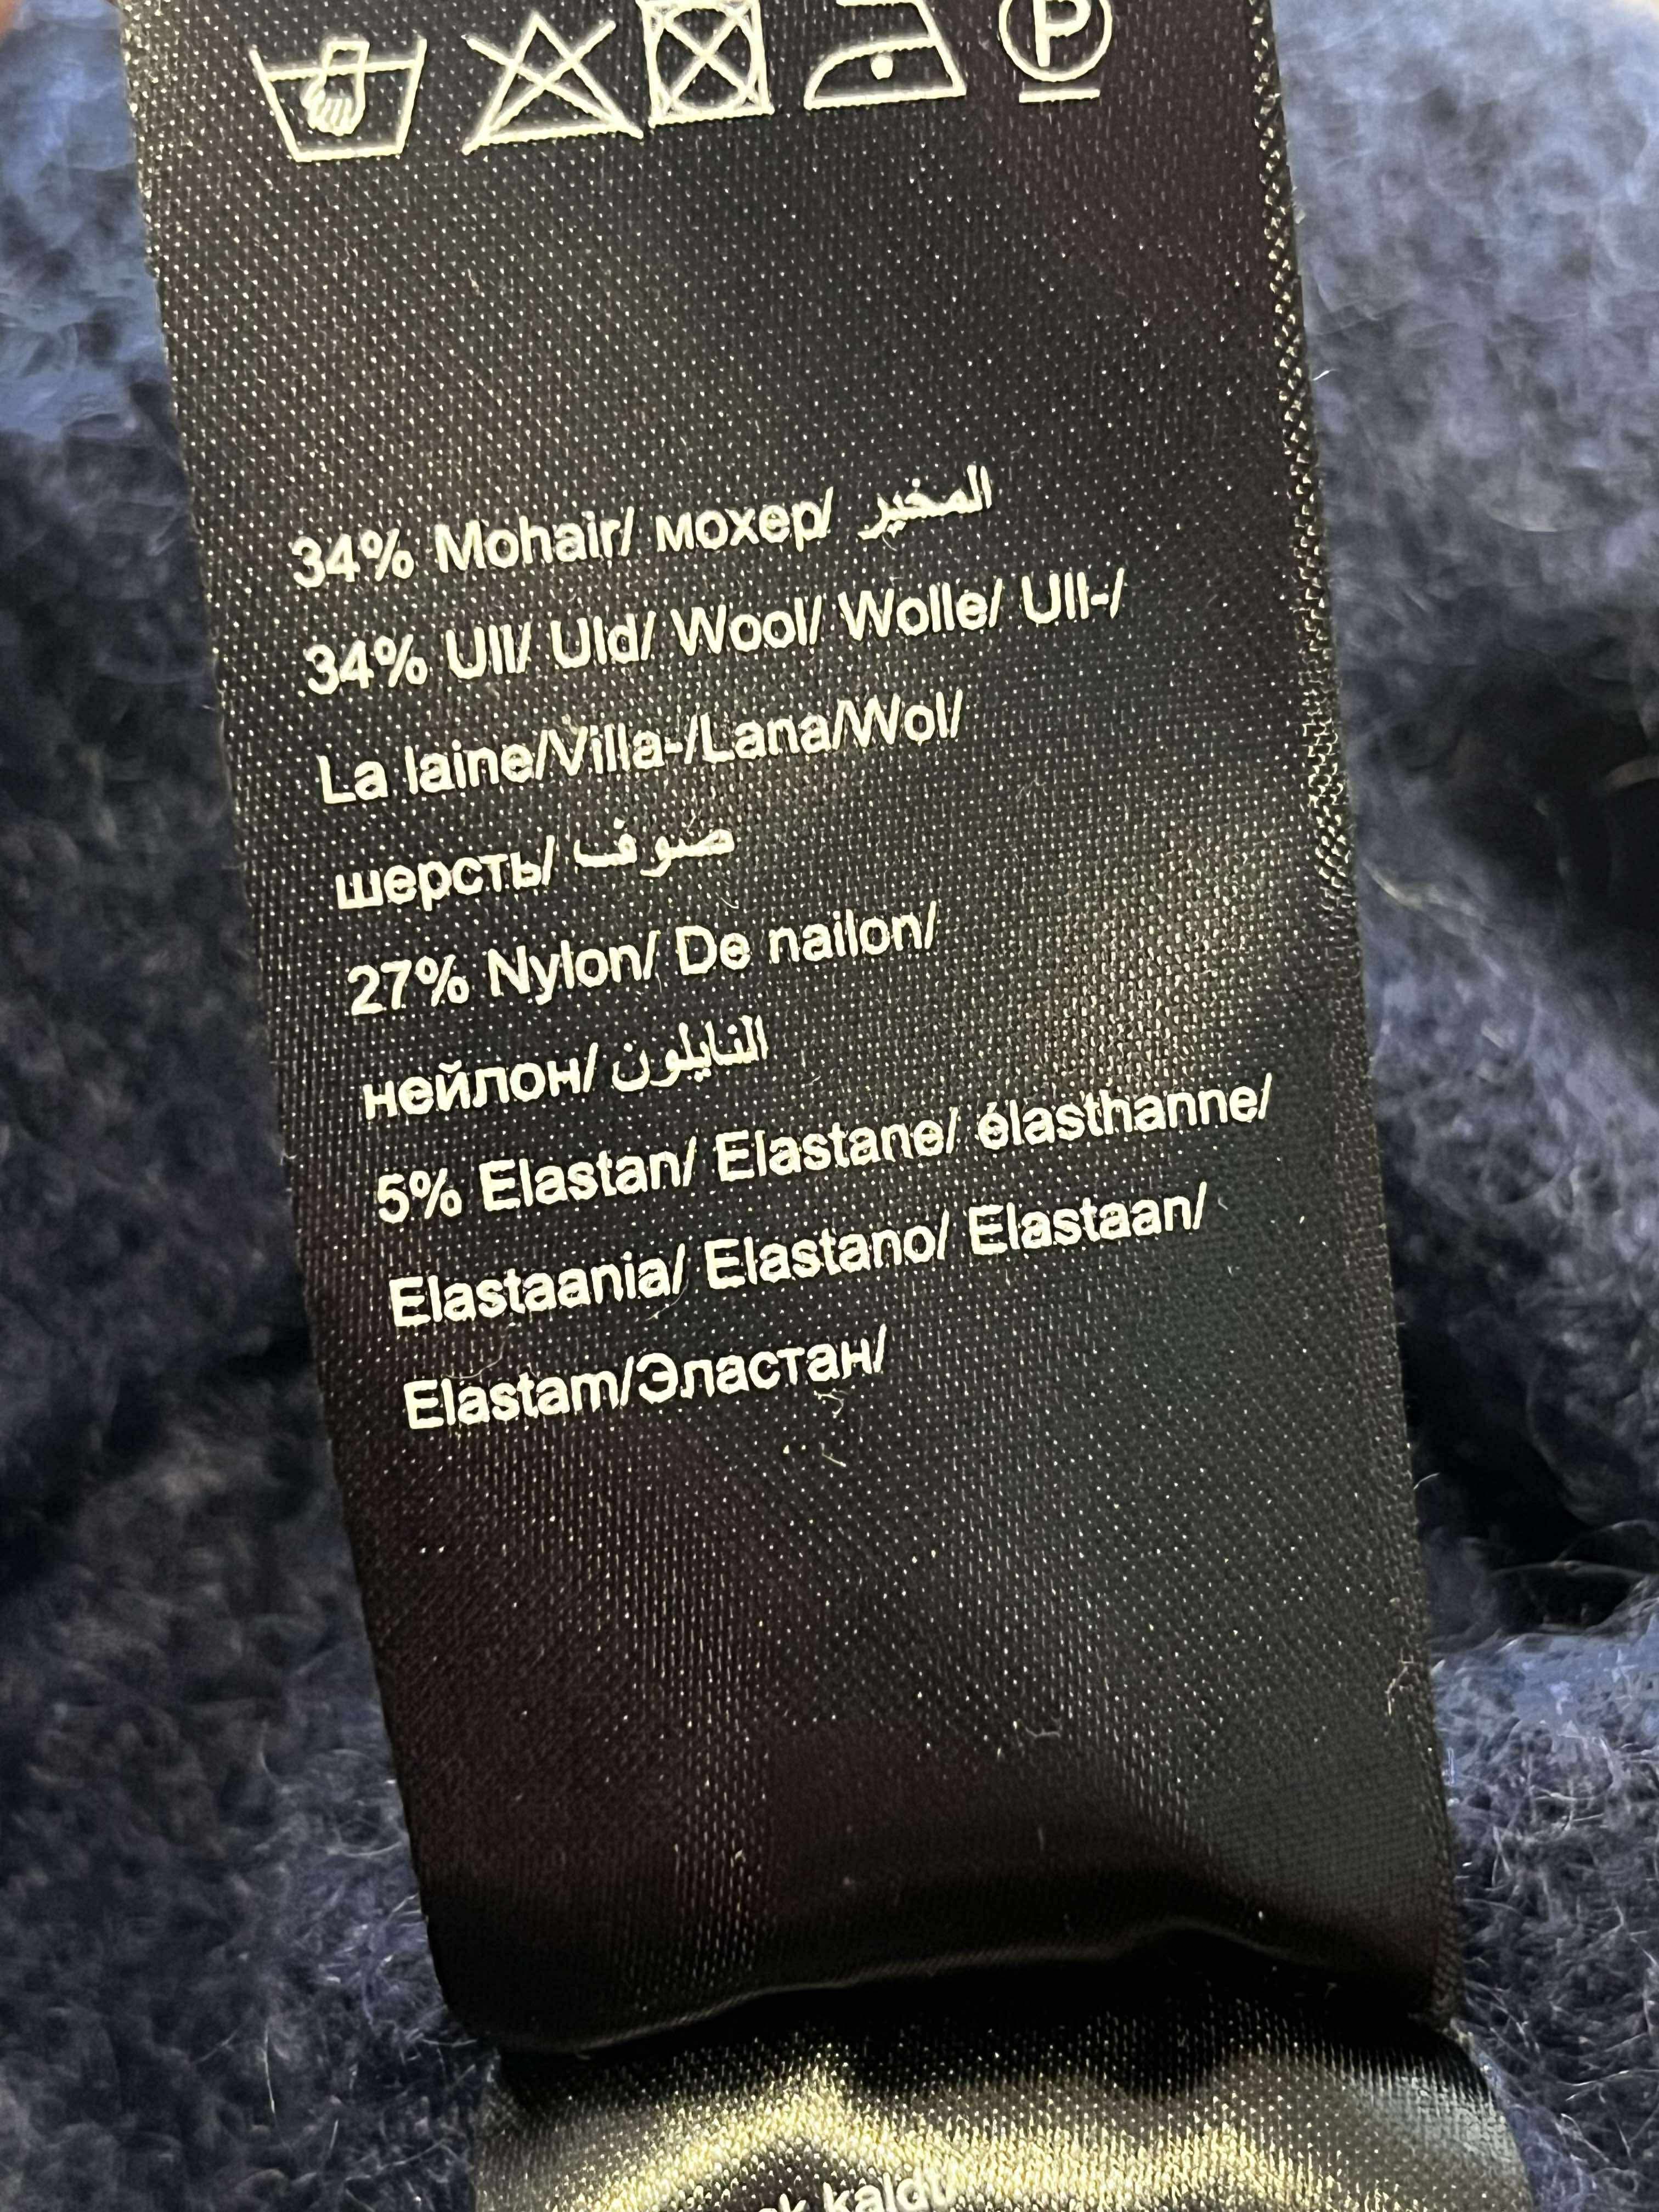 P
34% Mohair/ мохер/ المخير
34% Ull/ Uld/ Wool/ Wolle/ Ull-/
La laine/Villa-/Lana/Wol/
шерсть/ صوف
27% Nylon/ De nailon/
нейлон/ النايلون
5% Elastan/ Elastane/ élasthanne/
Elastaania/ Elastano/ Elastaan/
Elastam/Эластан/